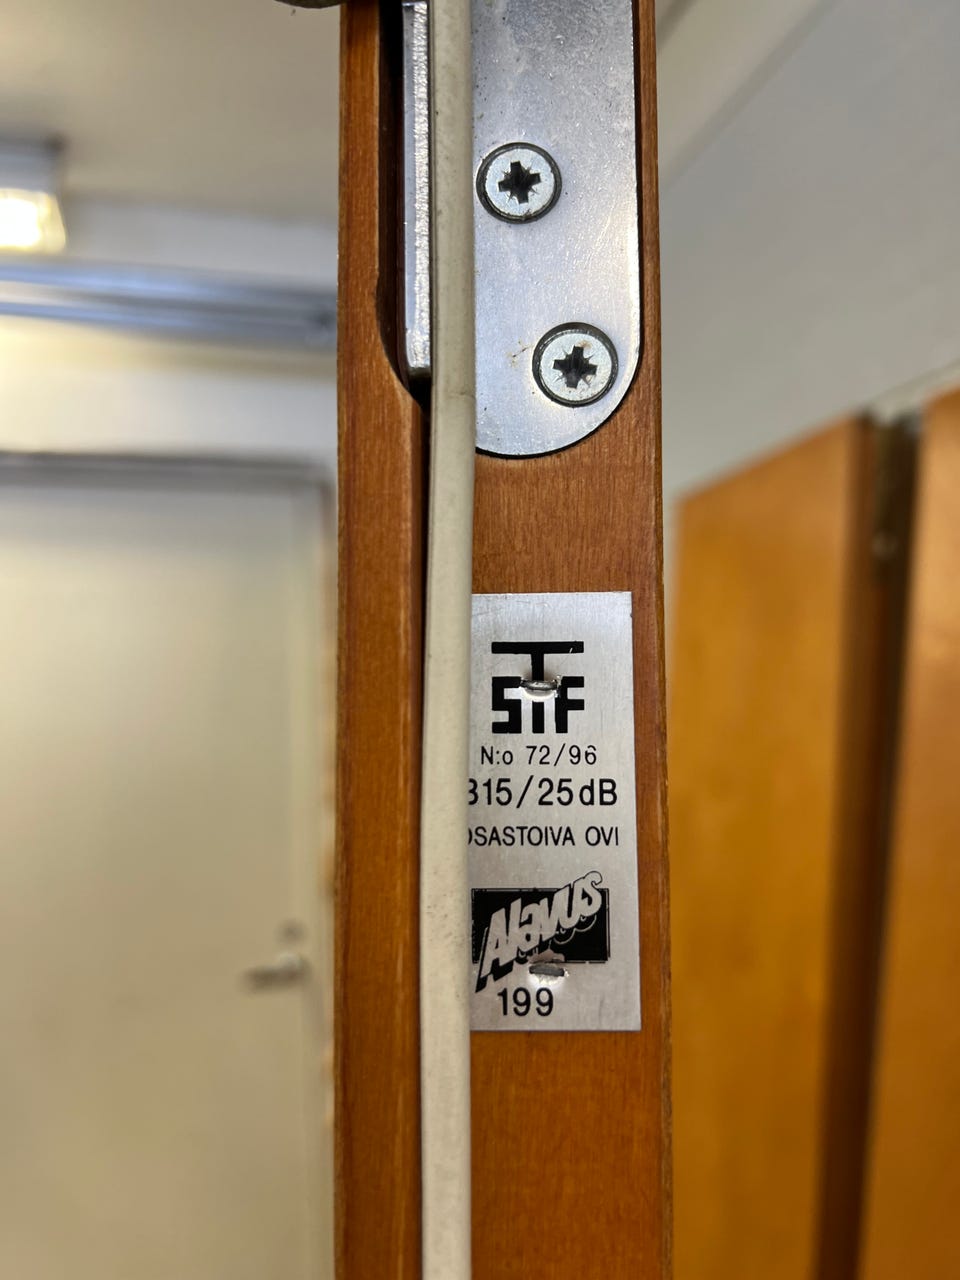 STF
N:o 72/96
B15/25dB
OSASTOIVA OVI
Alavus
199